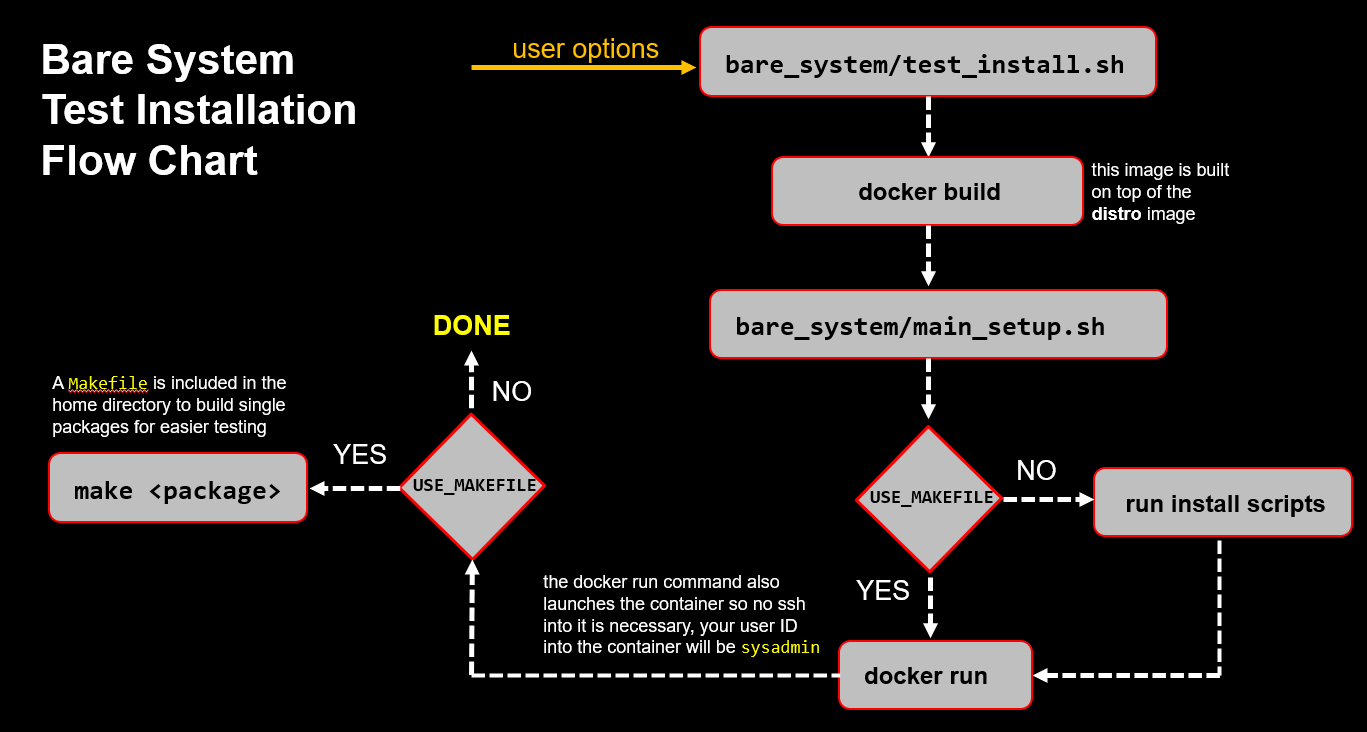 Bare System
Test Installation
Flow Chart
user options
bare_system/test_install.sh
docker build
this image is built
on top of the
distro image
bare_system/main_setup.sh
USE_MAKEFILE
NO
run install scripts
YES
docker run
the docker run command also
launches the container so no ssh
into it is necessary, your user ID
into the container will be sysadmin
USE_MAKEFILE
NO
DONE
YES
A Makefile is included in the
home directory to build single
packages for easier testing
make <package>